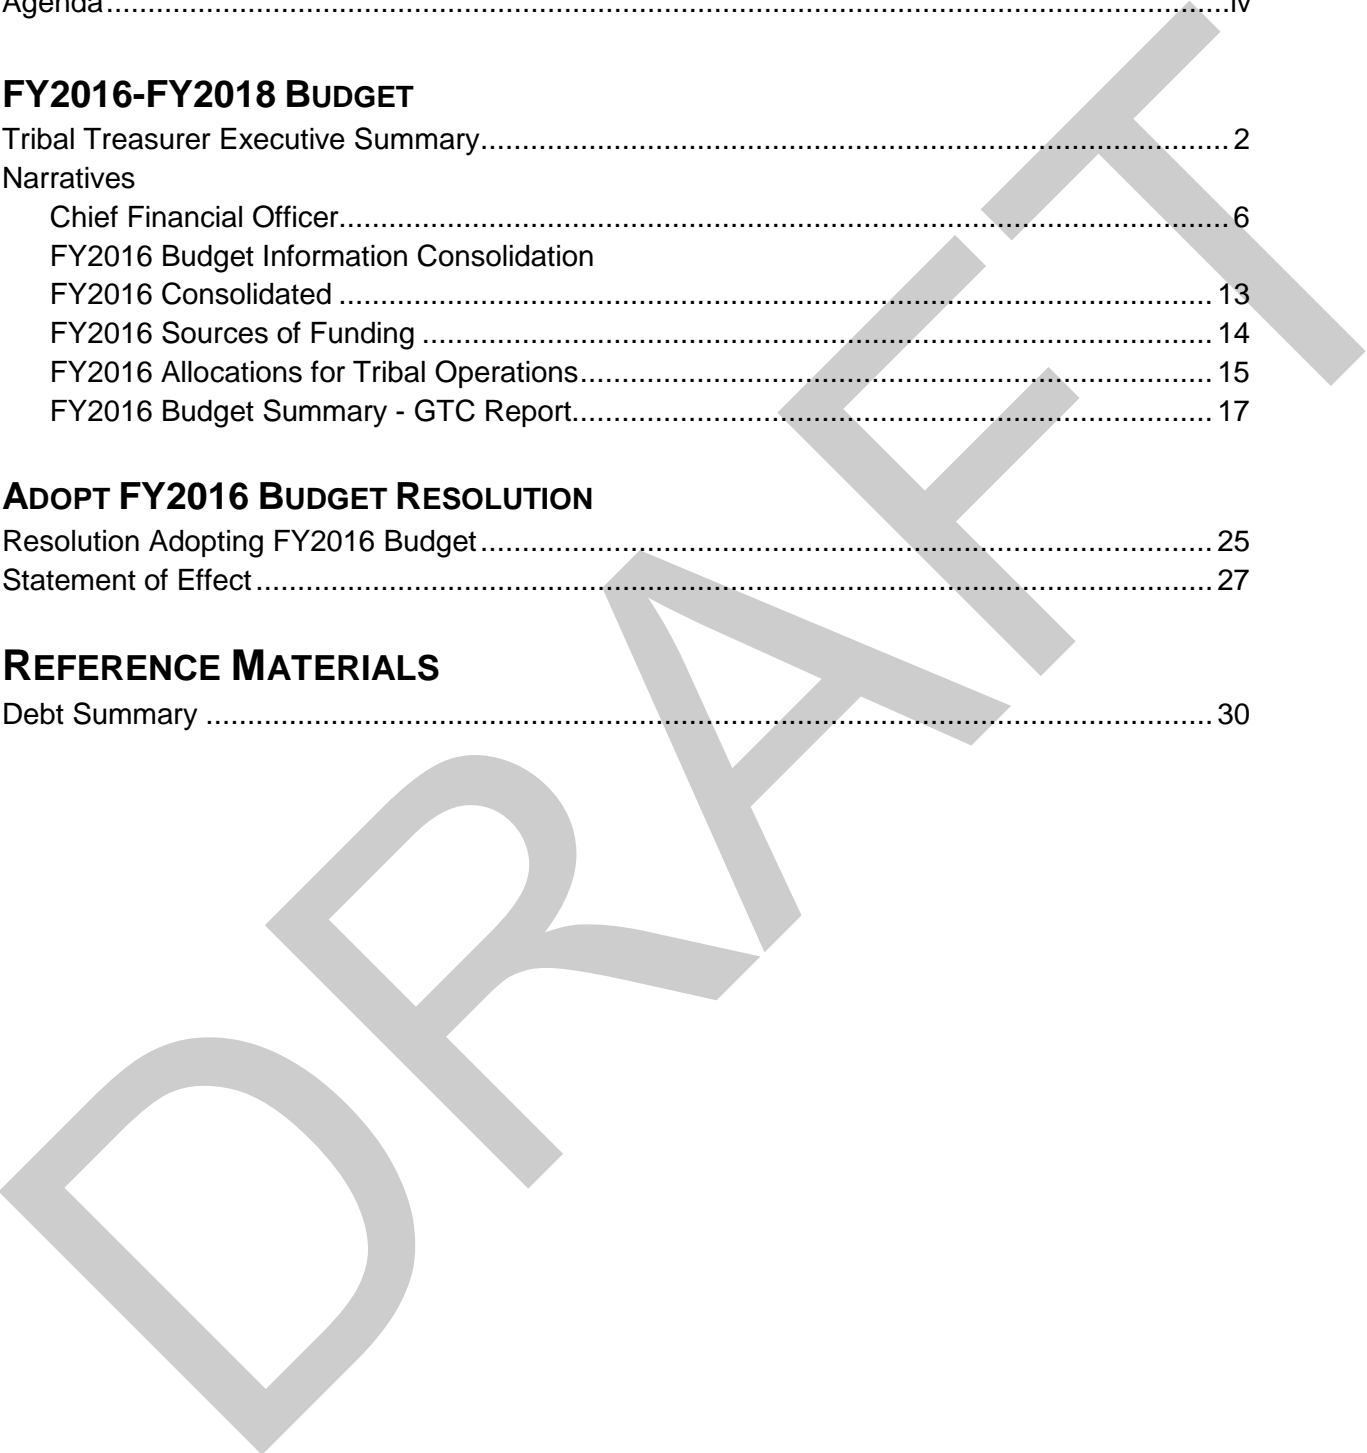 Agenda..........................................................................................................................................iv
FY2016-FY2018 BUDGET
Tribal Treasurer Executive Summary............................................................................................2
Narratives
Chief Financial Officer.............................................................................................................6
FY2016 Budget Information Consolidation
FY2016 Consolidated ..........................................................................................................13
FY2016 Sources of Funding ................................................................................................14
FY2016 Allocations for Tribal Operations.............................................................................15
FY2016 Budget Summary - GTC Report..............................................................................17
ADOPT FY2016 BUDGET RESOLUTION
Resolution Adopting FY2016 Budget..........................................................................................25
Statement of Effect.....................................................................................................................27
REFERENCE MATERIALS
Debt Summary ...........................................................................................................................30
DRAFT